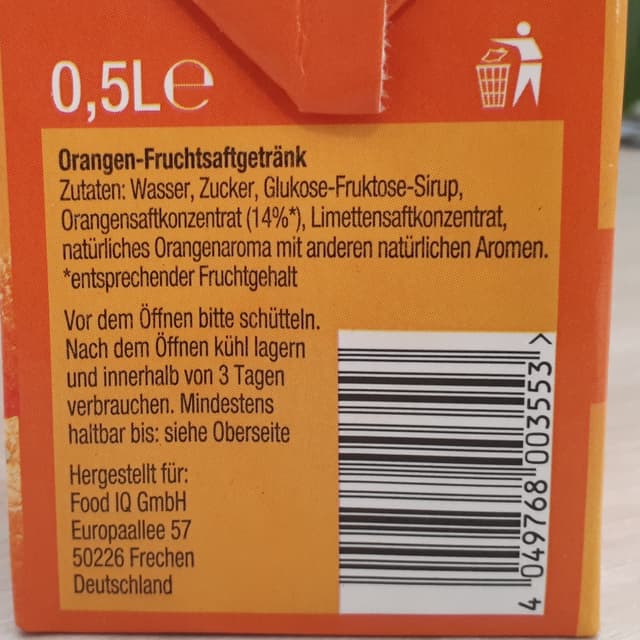 0,5L℮
Orangen-Fruchtsaftgetränk
Zutaten: Wasser, Zucker, Glukose-Fruktose-Sirup,
Orangensaftkonzentrat (14%*), Limettensaftkonzentrat,
natürliches Orangenaroma mit anderen natürlichen Aromen.
*entsprechender Fruchtgehalt
Vor dem Öffnen bitte schütteln.
Nach dem Öffnen kühl lagern
und innerhalb von 3 Tagen
verbrauchen. Mindestens
haltbar bis: siehe Oberseite
Hergestellt für:
Food IQ GmbH
Europaallee 57
50226 Frechen
Deutschland
4 049768 003553 >